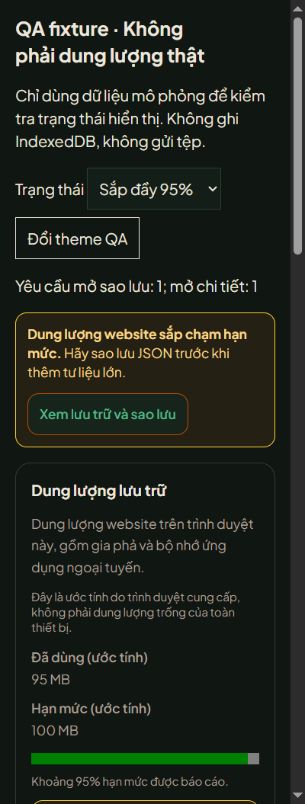 QA fixture · Không
phải dung lượng thật
Chỉ dùng dữ liệu mô phỏng để kiểm
tra trạng thái hiển thị. Không ghi
IndexedDB, không gửi tệp.
Trạng thái Sắp đầy 95%
Đổi theme QA
Yêu cầu mở sao lưu: 1; mở chi tiết: 1
Dung lượng website sắp chạm hạn
mức. Hãy sao lưu JSON trước khi
thêm tư liệu lớn.
Xem lưu trữ và sao lưu
Dung lượng lưu trữ
Dung lượng website trên trình duyệt
này, gồm gia phả và bộ nhớ ứng
dụng ngoại tuyến.
Đây là ước tính do trình duyệt cung cấp,
không phải dung lượng trống của toàn
thiết bị.
Đã dùng (ước tính)
95 MB
Hạn mức (ước tính)
100 MB
Khoảng 95% hạn mức được báo cáo.